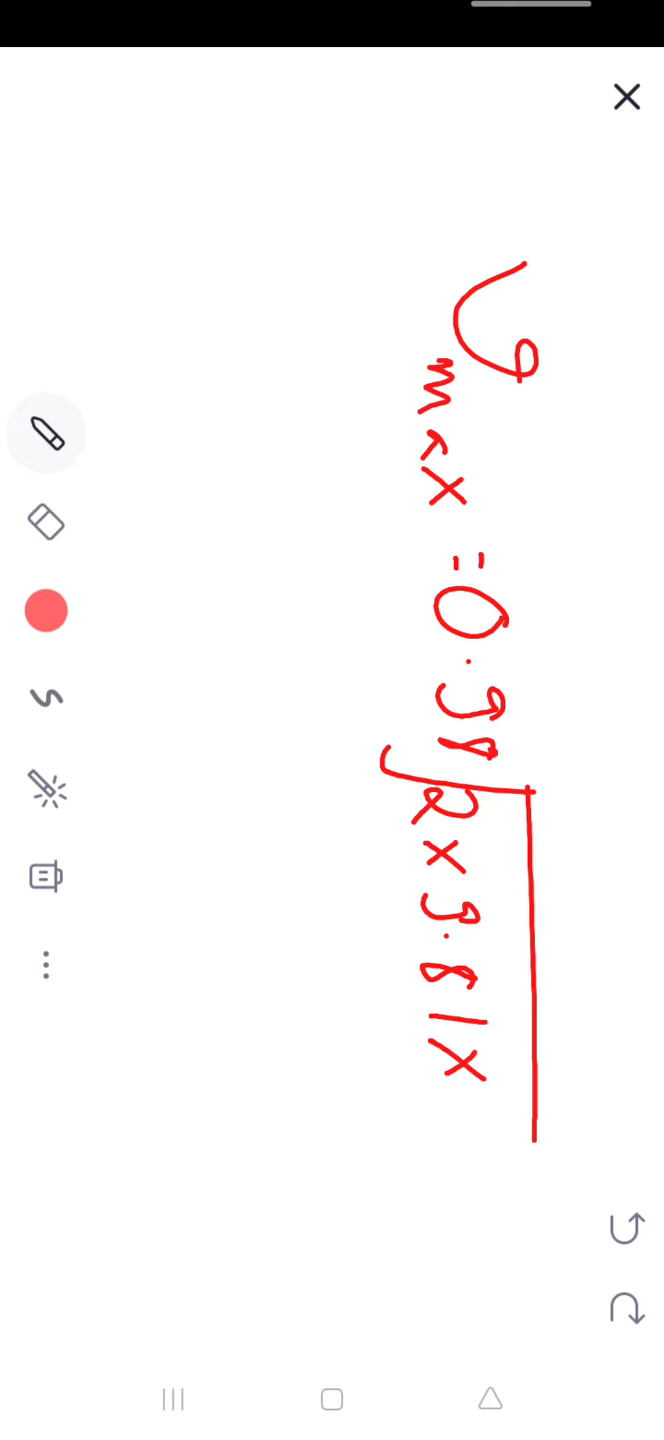 v max = 0.98 √2 x 9.81 x